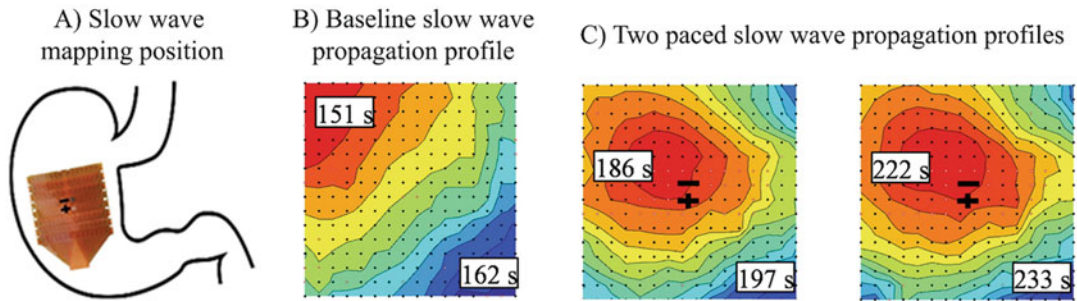 A) Slow wave
mapping position
B) Baseline slow wave
propagation profile
C) Two paced slow wave propagation profiles
151 s
162 s
186 s
197 s
222 s
233 s